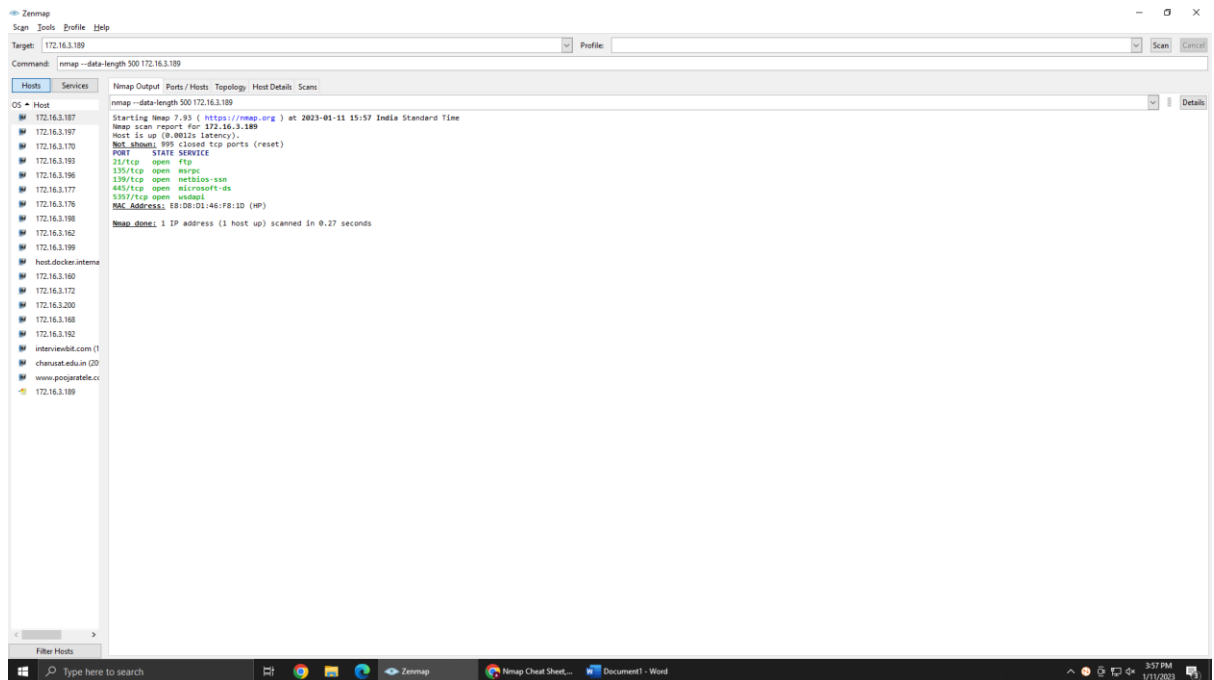 Zenmap
Scan Tools Profile Help
Target: 172.16.3.189 Profile: Scan Cancel
Command: nmap --data-length 500 172.16.3.189
Hosts Services
Nmap Output Ports / Hosts Topology Host Details Scans
OS Host
nmap --data-length 500 172.16.3.189 Details
172.16.3.187
172.16.3.197
172.16.3.170
172.16.3.193
172.16.3.196
172.16.3.177
172.16.3.176
172.16.3.198
172.16.3.162
172.16.3.199
host.docker.interna
172.16.3.160
172.16.3.172
172.16.3.200
172.16.3.168
172.16.3.192
interviewbit.com (1
charusat.edu.in (20
www.poojaratele.cc
172.16.3.189
Filter Hosts
Starting Nmap 7.93 ( https://nmap.org ) at 2023-01-11 15:57 India Standard Time
Nmap scan report for 172.16.3.189
Host is up (0.0012s latency).
Not shown: 995 closed tcp ports (reset)
PORT STATE SERVICE
21/tcp open ftp
135/tcp open msrpc
139/tcp open netbios-ssn
445/tcp open microsoft-ds
5357/tcp open wsdapi
MAC Address: E8:D8:D1:46:F8:1D (HP)
Nmap done: 1 IP address (1 host up) scanned in 0.27 seconds
Type here to search
Zenmap
Nmap Cheat Sheet,...
Document1 - Word
3:57 PM
1/11/2023